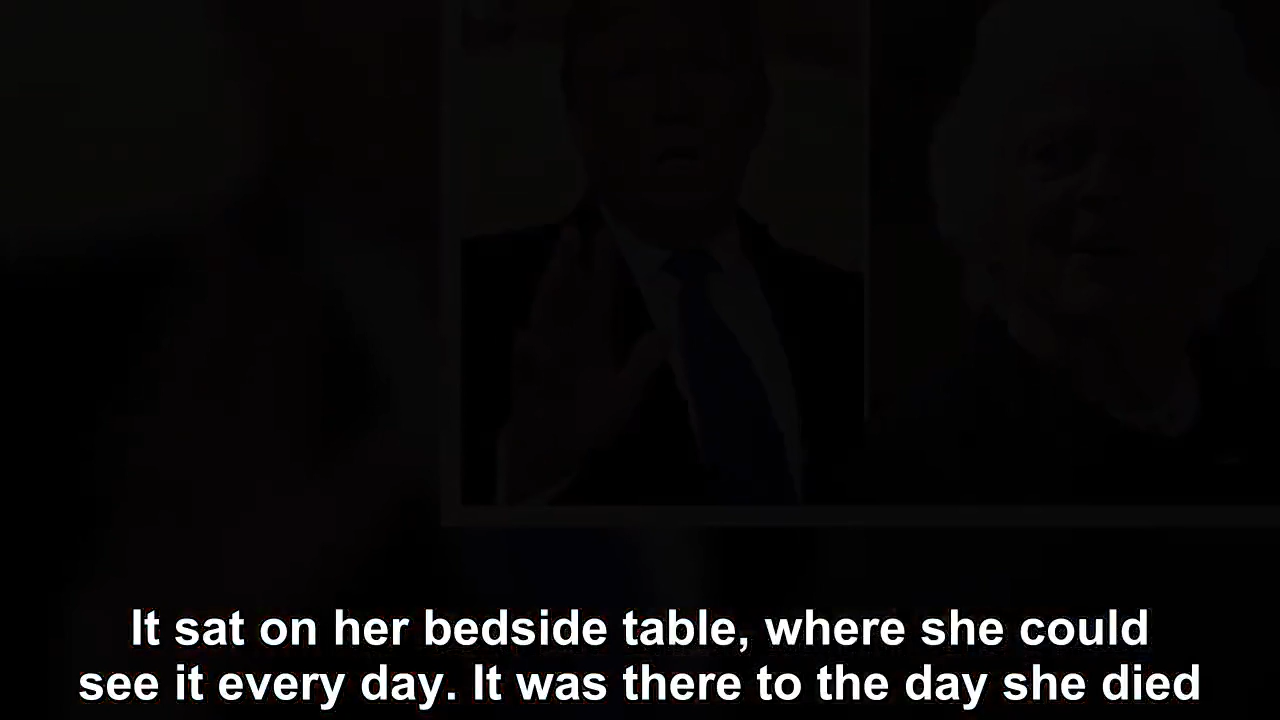 It sat on her bedside table, where she could
see it every day. It was there to the day she died